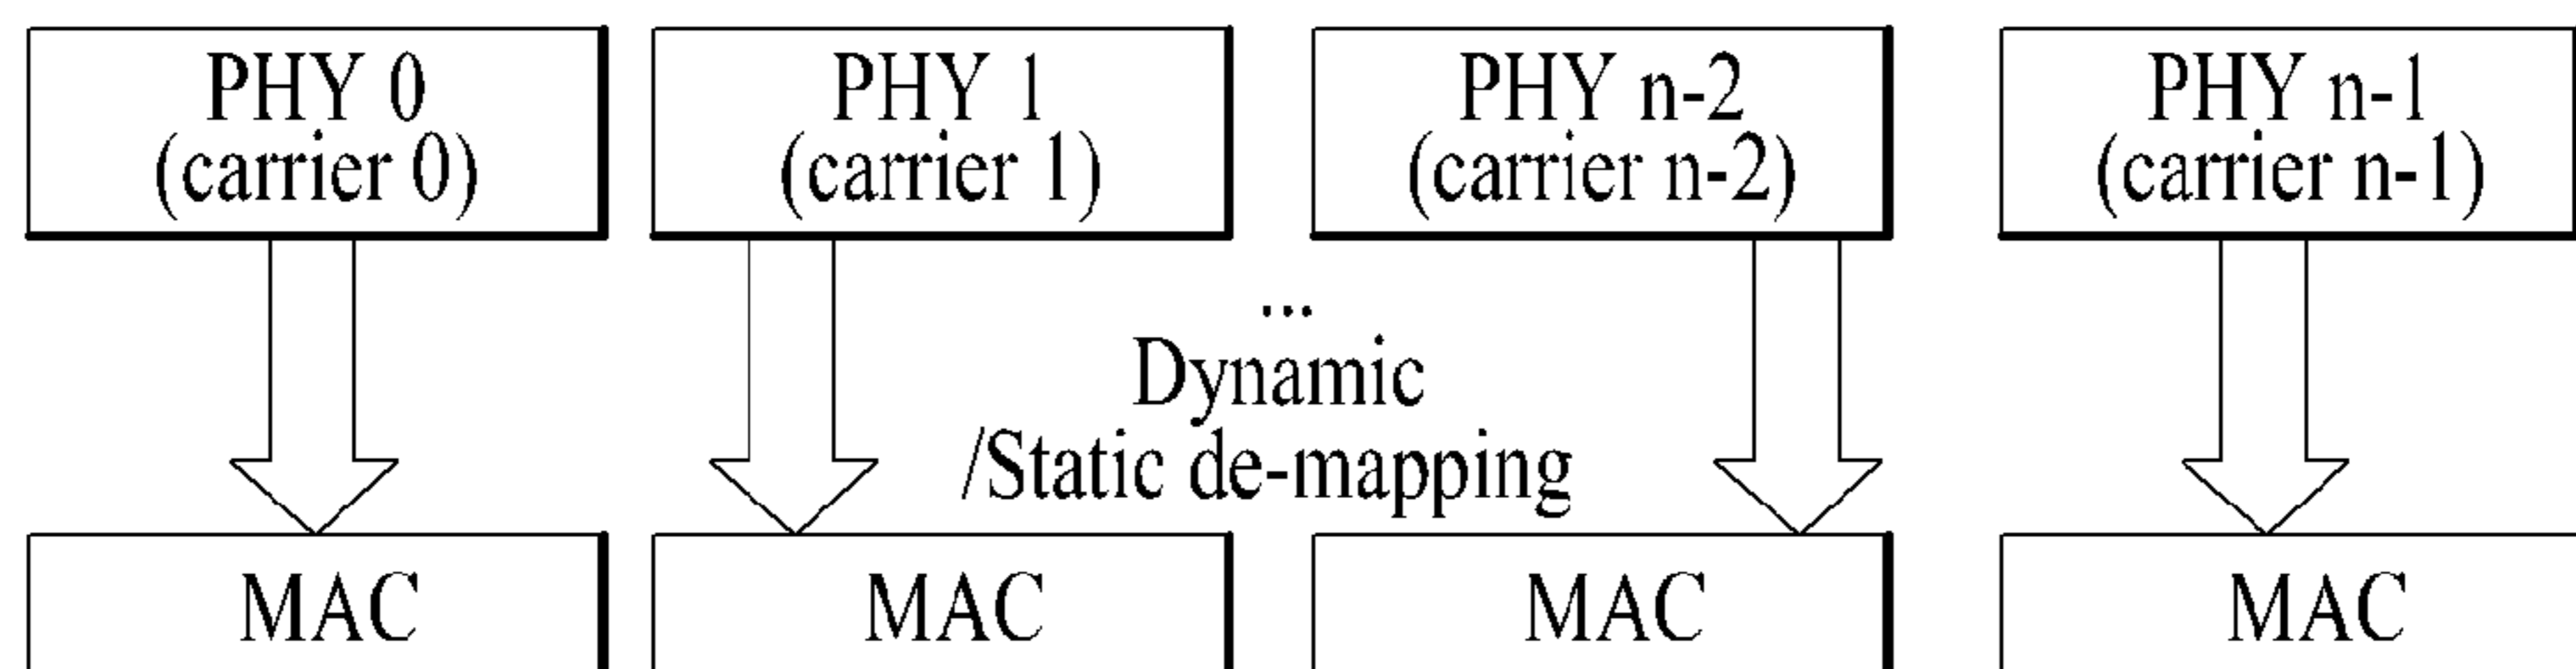 PHY 0
(carrier 0)
PHY 1
(carrier 1)
PHY n-2
(carrier n-2)
PHY n-1
(carrier n-1)
...
Dynamic
/Static de-mapping
MAC
MAC
MAC
MAC